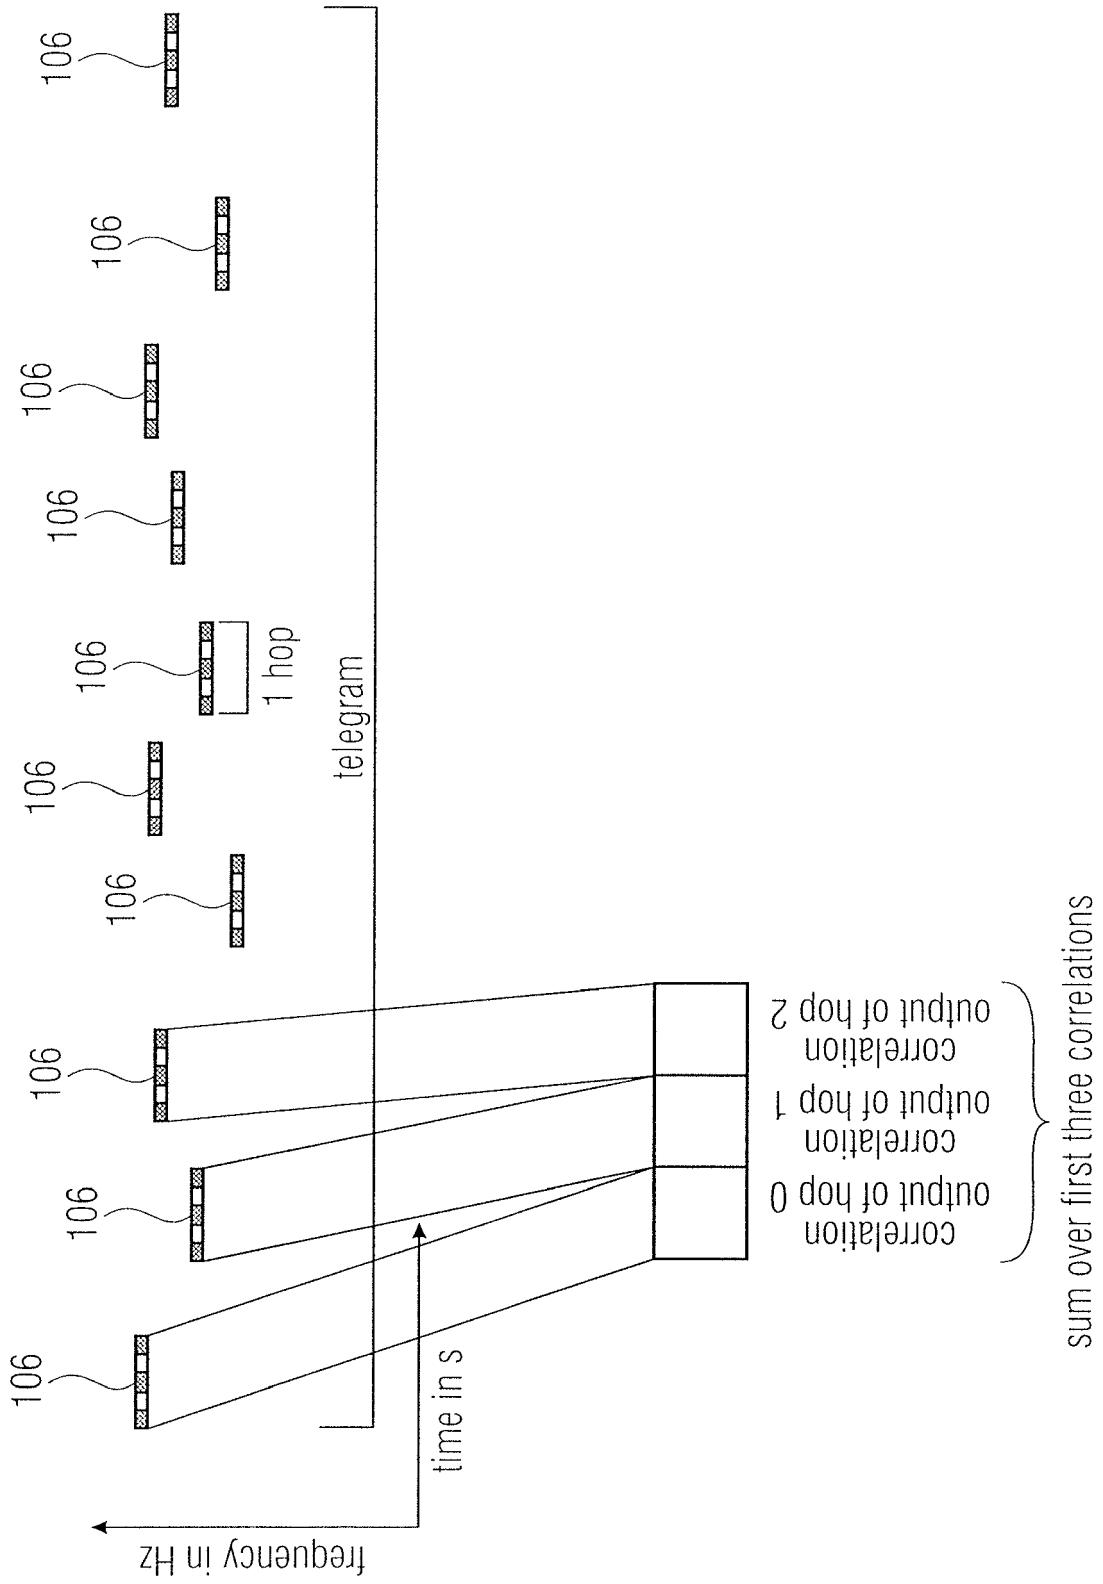 106
106
106
106
106
106
106
106
106
106
1 hop
telegram
frequency in Hz
time in s
correlation
output of hop 0
correlation
output of hop 1
correlation
output of hop 2
sum over first three correlations